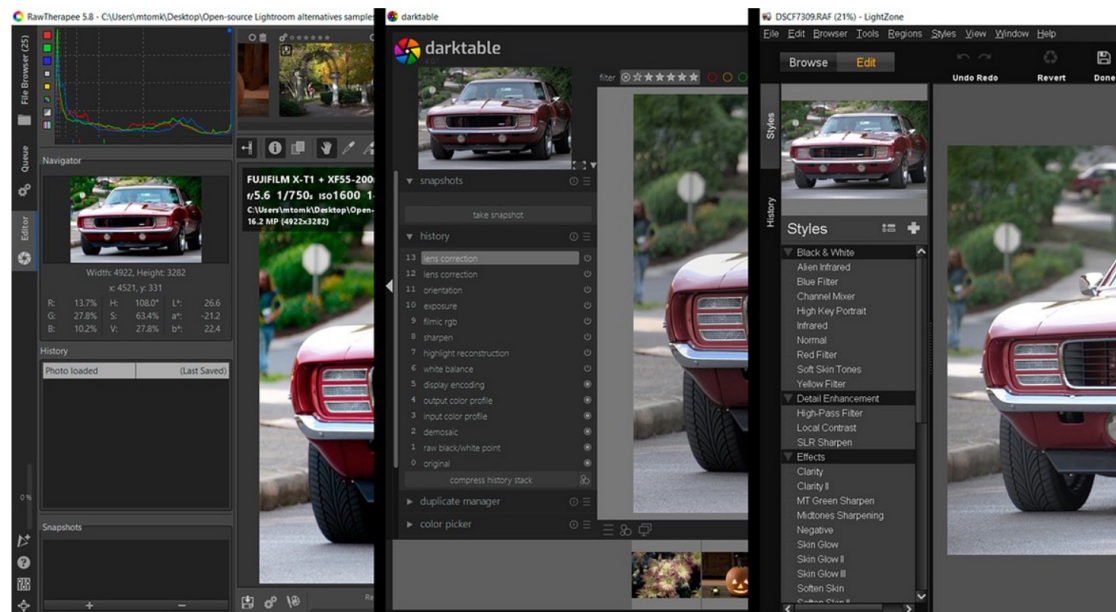 RawTherapee 5.8 - C:\Users\mtomk\Desktop\Open-source Lightroom alternatives samples
File Browser (25)
Queue
Editor
0%
Navigator
Width: 4922, Height: 3282
x: 4521, y: 331
R: 13.7% H: 108.0° L*: 26.6
G: 27.8% S: 63.4% a*: -21.2
B: 10.2% V: 27.8% b*: 22.4
History
Photo loaded (Last Saved)
Snapshots
+ −
FUJIFILM X-T1 + XF55-200
f/5.6 1/750s ISO1600 1
C:\Users\mtomk\Desktop\Open-
16.2 MP (4922x3282)
Re
darktable
darktable
filter
snapshots
take snapshot
history
13 lens correction
12 lens correction
11 orientation
10 exposure
9 filmic rgb
8 sharpen
7 highlight reconstruction
6 white balance
5 display encoding
4 output color profile
3 input color profile
2 demosaic
1 raw black/white point
0 original
compress history stack
duplicate manager
color picker
DSCF7309.RAF (21%) - LightZone
File Edit Browser Tools Regions Styles View Window Help
Browse Edit
Undo Redo Revert Done
Styles
History
Styles
Black & White
Alien Infrared
Blue Filter
Channel Mixer
High Key Portrait
Infrared
Normal
Red Filter
Soft Skin Tones
Yellow Filter
Detail Enhancement
High-Pass Filter
Local Contrast
SLR Sharpen
Effects
Clarity
Clarity II
MT Green Sharpen
Midtones Sharpening
Negative
Skin Glow
Skin Glow II
Skin Glow III
Soften Skin